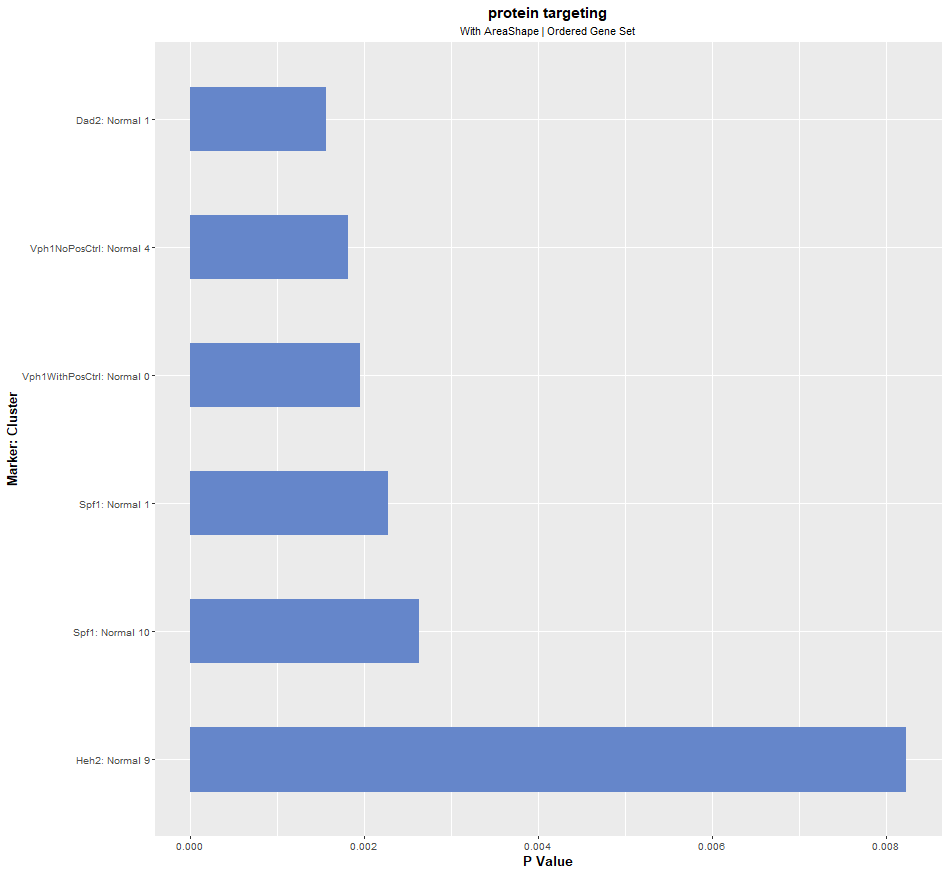 protein targeting
With AreaShape | Ordered Gene Set
Marker: Cluster
Dad2: Normal 1
Vph1NoPosCtrl: Normal 4
Vph1WithPosCtrl: Normal 0
Spf1: Normal 1
Spf1: Normal 10
Heh2: Normal 9
0.000 0.002 0.004 0.006 0.008
P Value